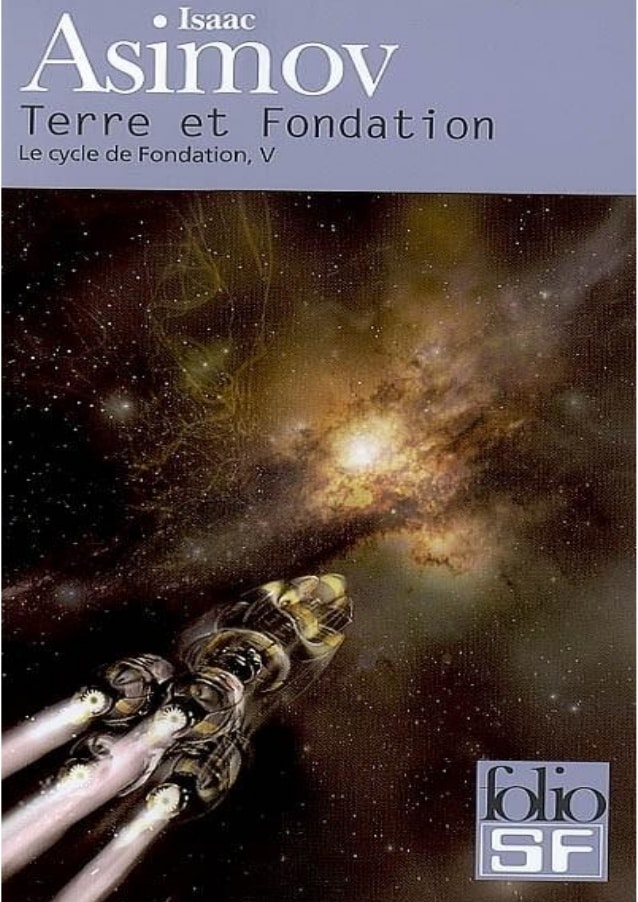 Isaac
Asimov
Terre et Fondation
Le cycle de Fondation, V
folio
SF